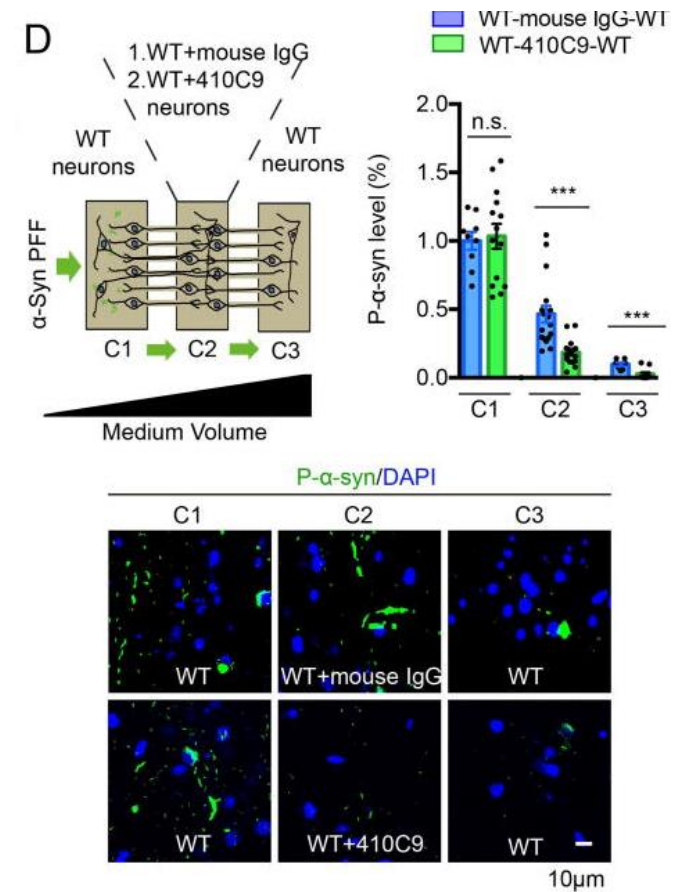 D
1.WT+mouse IgG
2.WT+410C9
neurons
WT
neurons
WT
neurons
α-Syn PFF
C1
C2
C3
Medium Volume
WT-mouse IgG-WT
WT-410C9-WT
P-α-syn level (%)
2.0
1.5
1.0
0.5
0.0
n.s.
***
***
C1
C2
C3
P-α-syn/DAPI
C1
C2
C3
WT
WT+mouse IgG
WT
WT
WT+410C9
WT
10μm